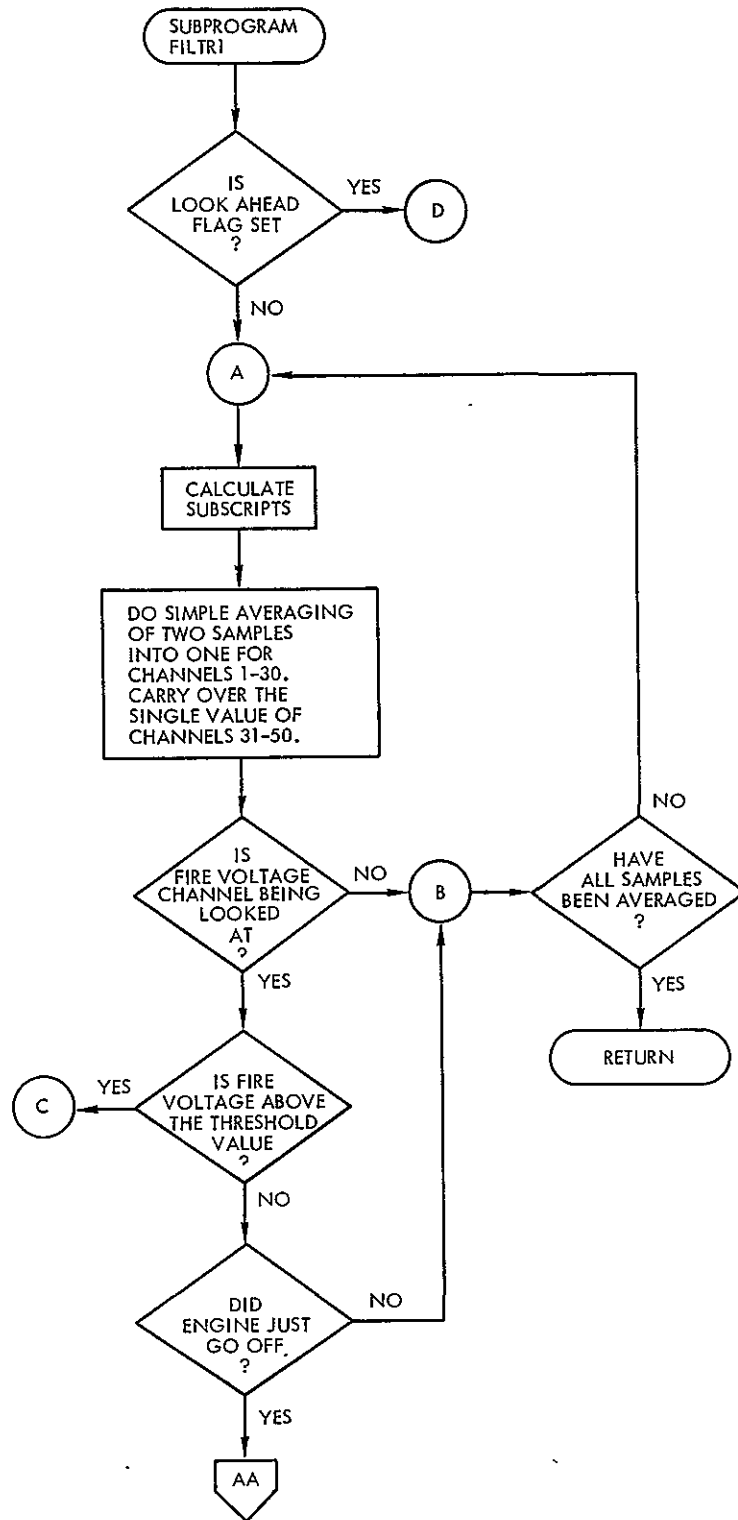 SUBPROGRAM
FILTR1
IS
LOOK AHEAD
FLAG SET
?
YES
D
NO
A
CALCULATE
SUBSCRIPTS
DO SIMPLE AVERAGING
OF TWO SAMPLES
INTO ONE FOR
CHANNELS 1-30.
CARRY OVER THE
SINGLE VALUE OF
CHANNELS 31-50.
IS
FIRE VOLTAGE
CHANNEL BEING
LOOKED
AT
?
NO
B
HAVE
ALL SAMPLES
BEEN AVERAGED
?
NO
YES
RETURN
YES
IS FIRE
VOLTAGE ABOVE
THE THRESHOLD
VALUE
?
YES
C
NO
DID
ENGINE JUST
GO OFF
?
NO
YES
AA